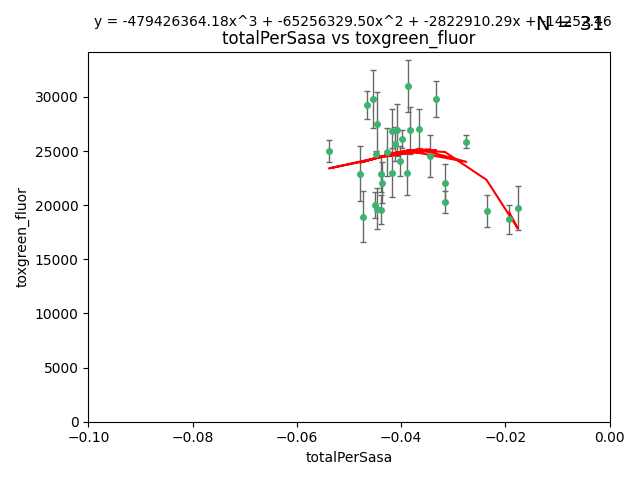 y = -479426364.18x^3 + -65256329.50x^2 + -2822910.29x +
N = 31
totalPerSasa vs toxgreen_fluor
30000
25000
20000
15000
10000
5000
0
toxgreen_fluor
−0.10 −0.08 −0.06 −0.04 −0.02 0.00
totalPerSasa